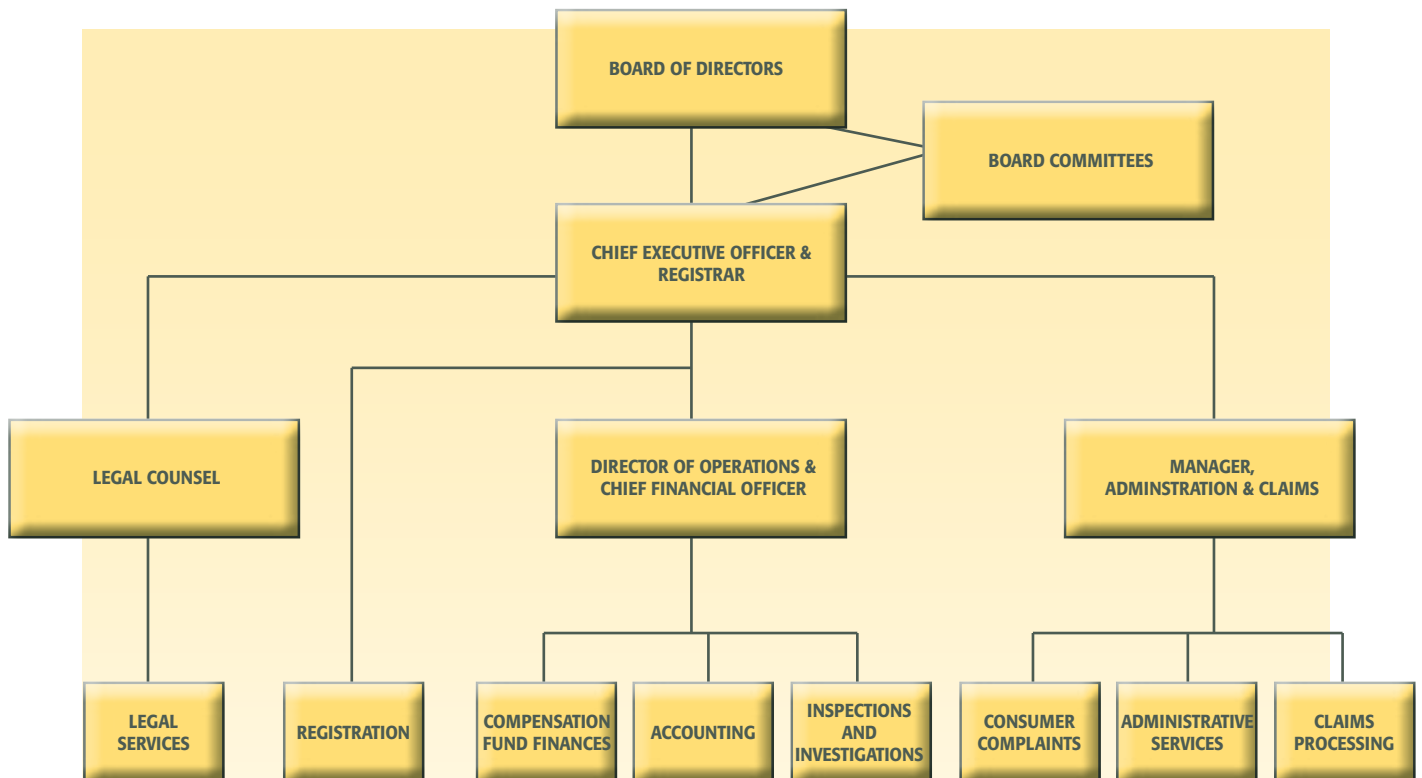 BOARD OF DIRECTORS
BOARD COMMITTEES
CHIEF EXECUTIVE OFFICER &
REGISTRAR
LEGAL COUNSEL
DIRECTOR OF OPERATIONS &
CHIEF FINANCIAL OFFICER
MANAGER,
ADMINSTRATION & CLAIMS
LEGAL
SERVICES
REGISTRATION
COMPENSATION
FUND FINANCES
ACCOUNTING
INSPECTIONS
AND
INVESTIGATIONS
CONSUMER
COMPLAINTS
ADMINISTRATIVE
SERVICES
CLAIMS
PROCESSING